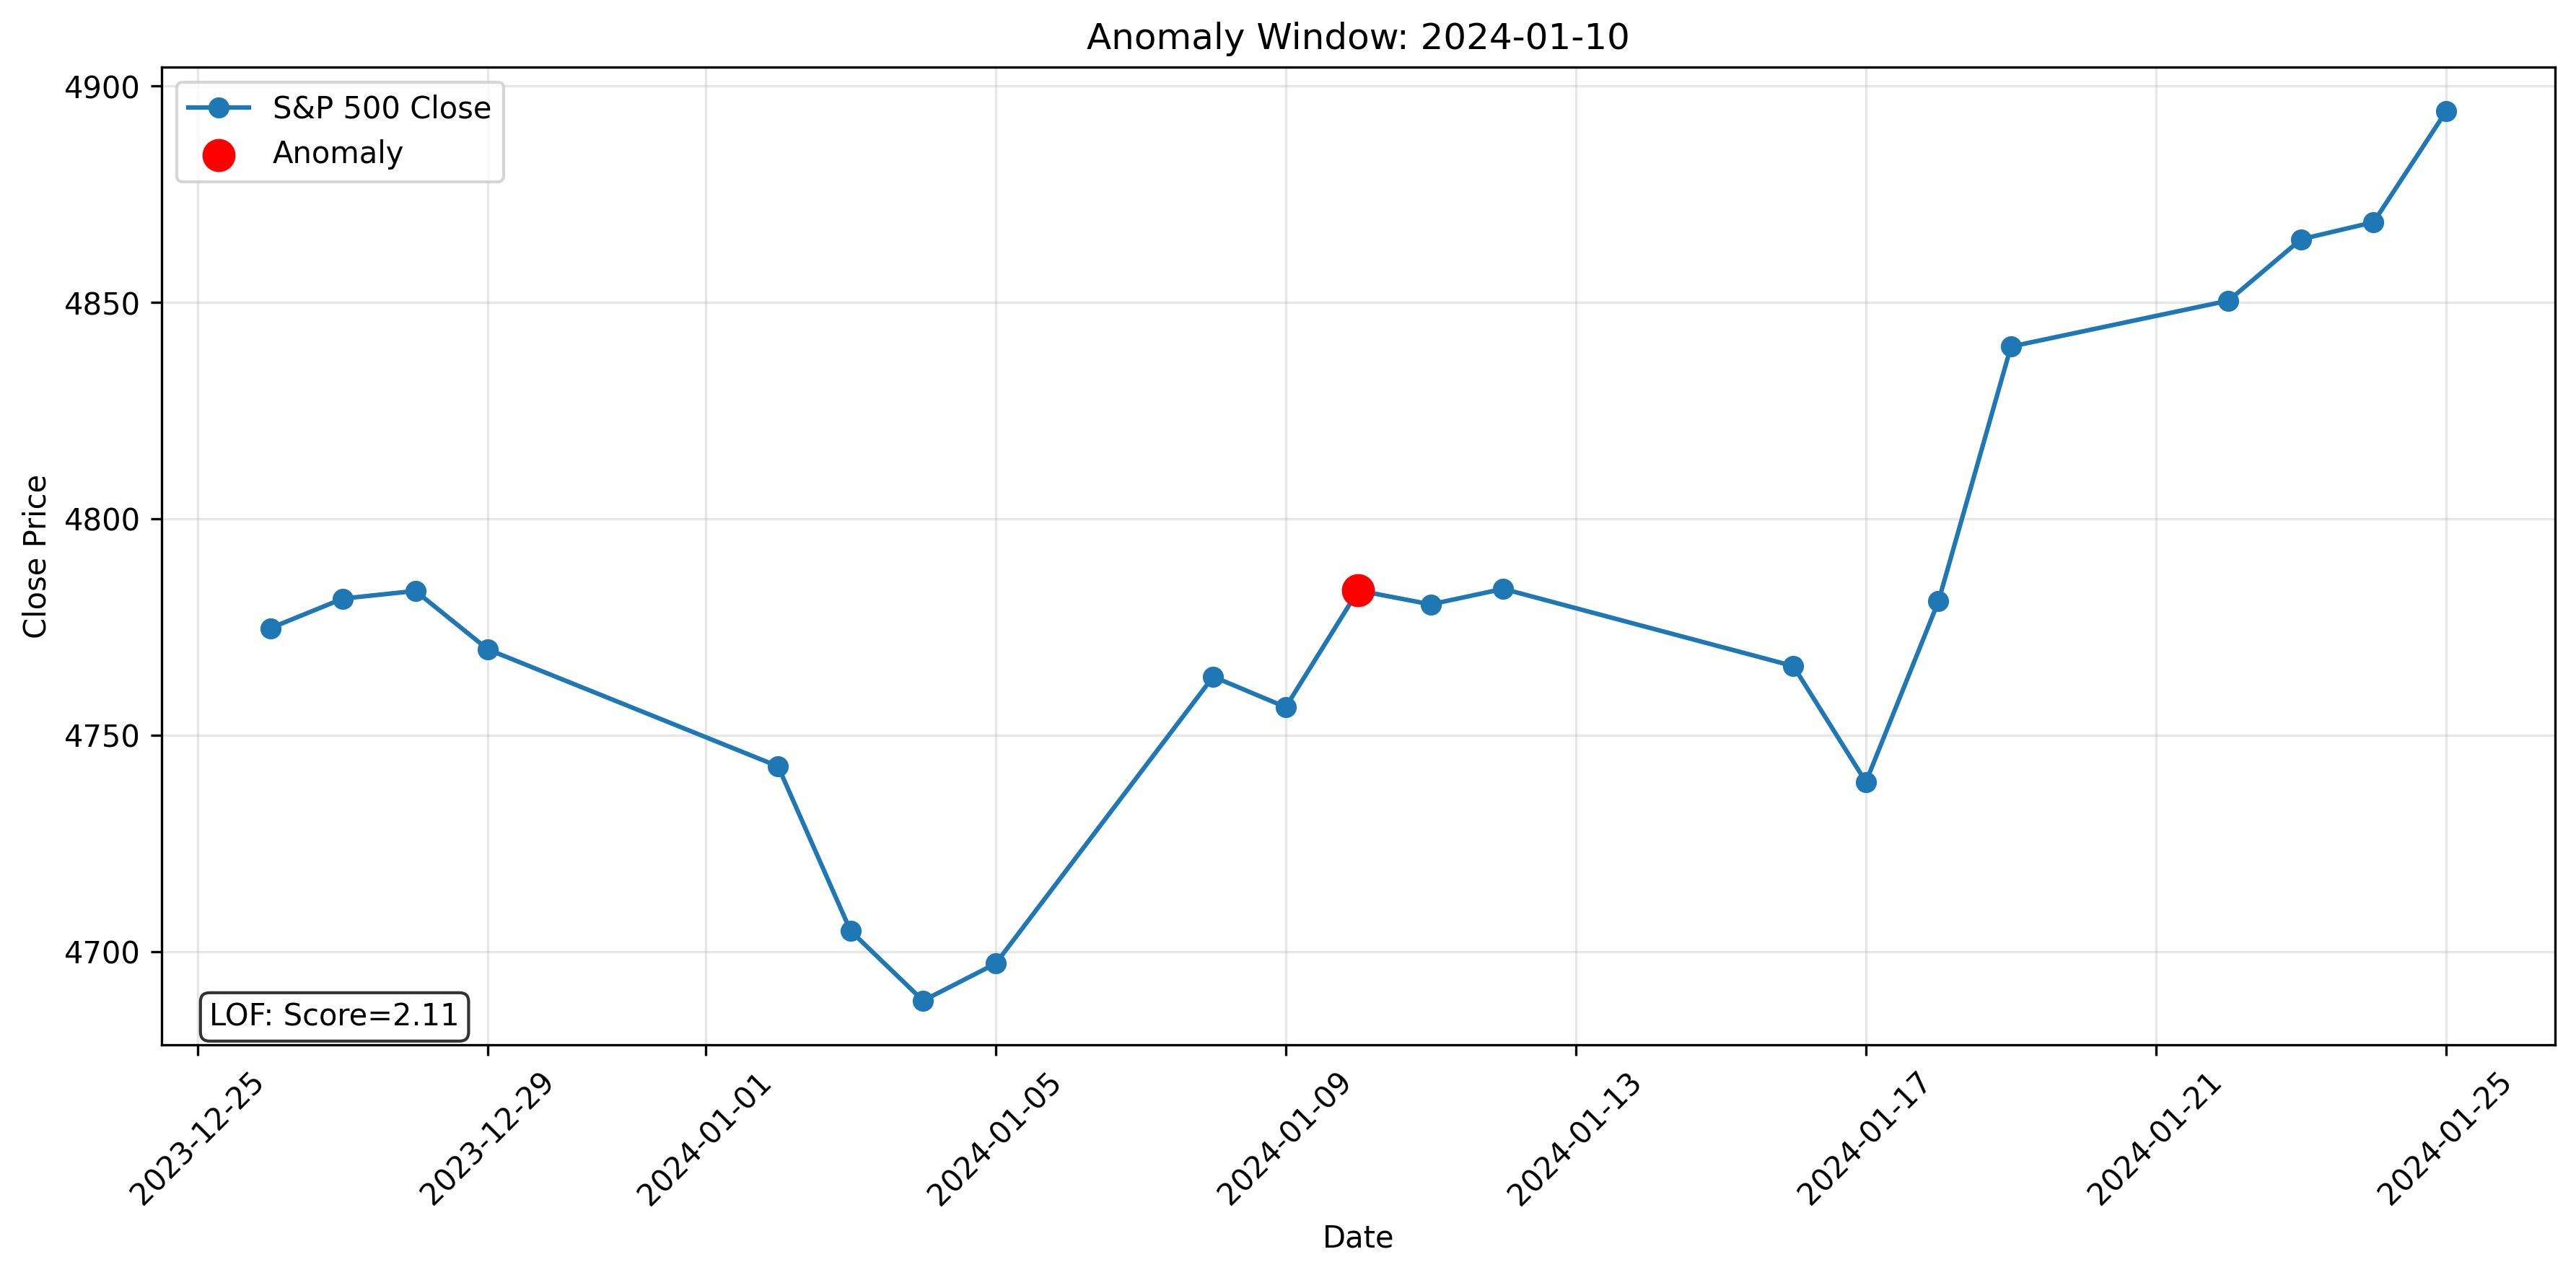 Anomaly Window: 2024-01-10
S&P 500 Close
Anomaly
4900
4850
4800
4750
4700
Close Price
LOF: Score=2.11
2023-12-25
2023-12-29
2024-01-01
2024-01-05
2024-01-09
2024-01-13
2024-01-17
2024-01-21
2024-01-25
Date